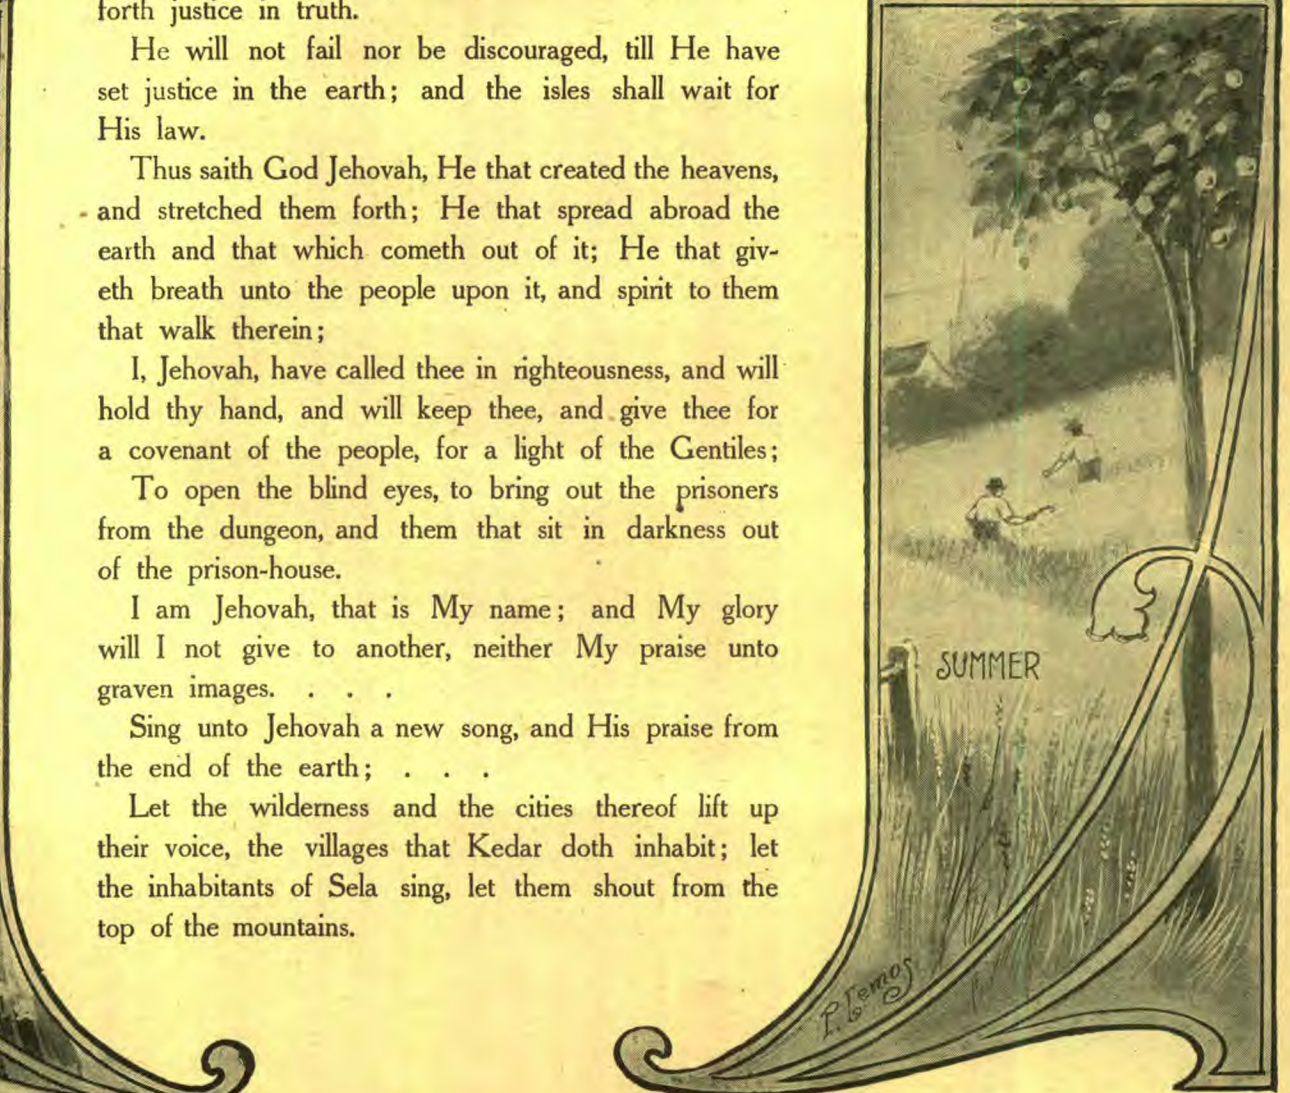 forth justice in truth.
He will not fail nor be discouraged, till He have
set justice in the earth; and the isles shall wait for
His law.
Thus saith God Jehovah, He that created the heavens,
and stretched them forth; He that spread abroad the
earth and that which cometh out of it; He that giv-
eth breath unto the people upon it, and spirit to them
that walk therein;
I, Jehovah, have called thee in righteousness, and will
hold thy hand, and will keep thee, and give thee for
a covenant of the people, for a light of the Gentiles;
To open the blind eyes, to bring out the prisoners
from the dungeon, and them that sit in darkness out
of the prison-house.
I am Jehovah, that is My name; and My glory
will I not give to another, neither My praise unto
graven images. . . .
Sing unto Jehovah a new song, and His praise from
the end of the earth; . . .
Let the wilderness and the cities thereof lift up
their voice, the villages that Kedar doth inhabit; let
the inhabitants of Sela sing, let them shout from the
top of the mountains.
SUMMER
P. Lemos